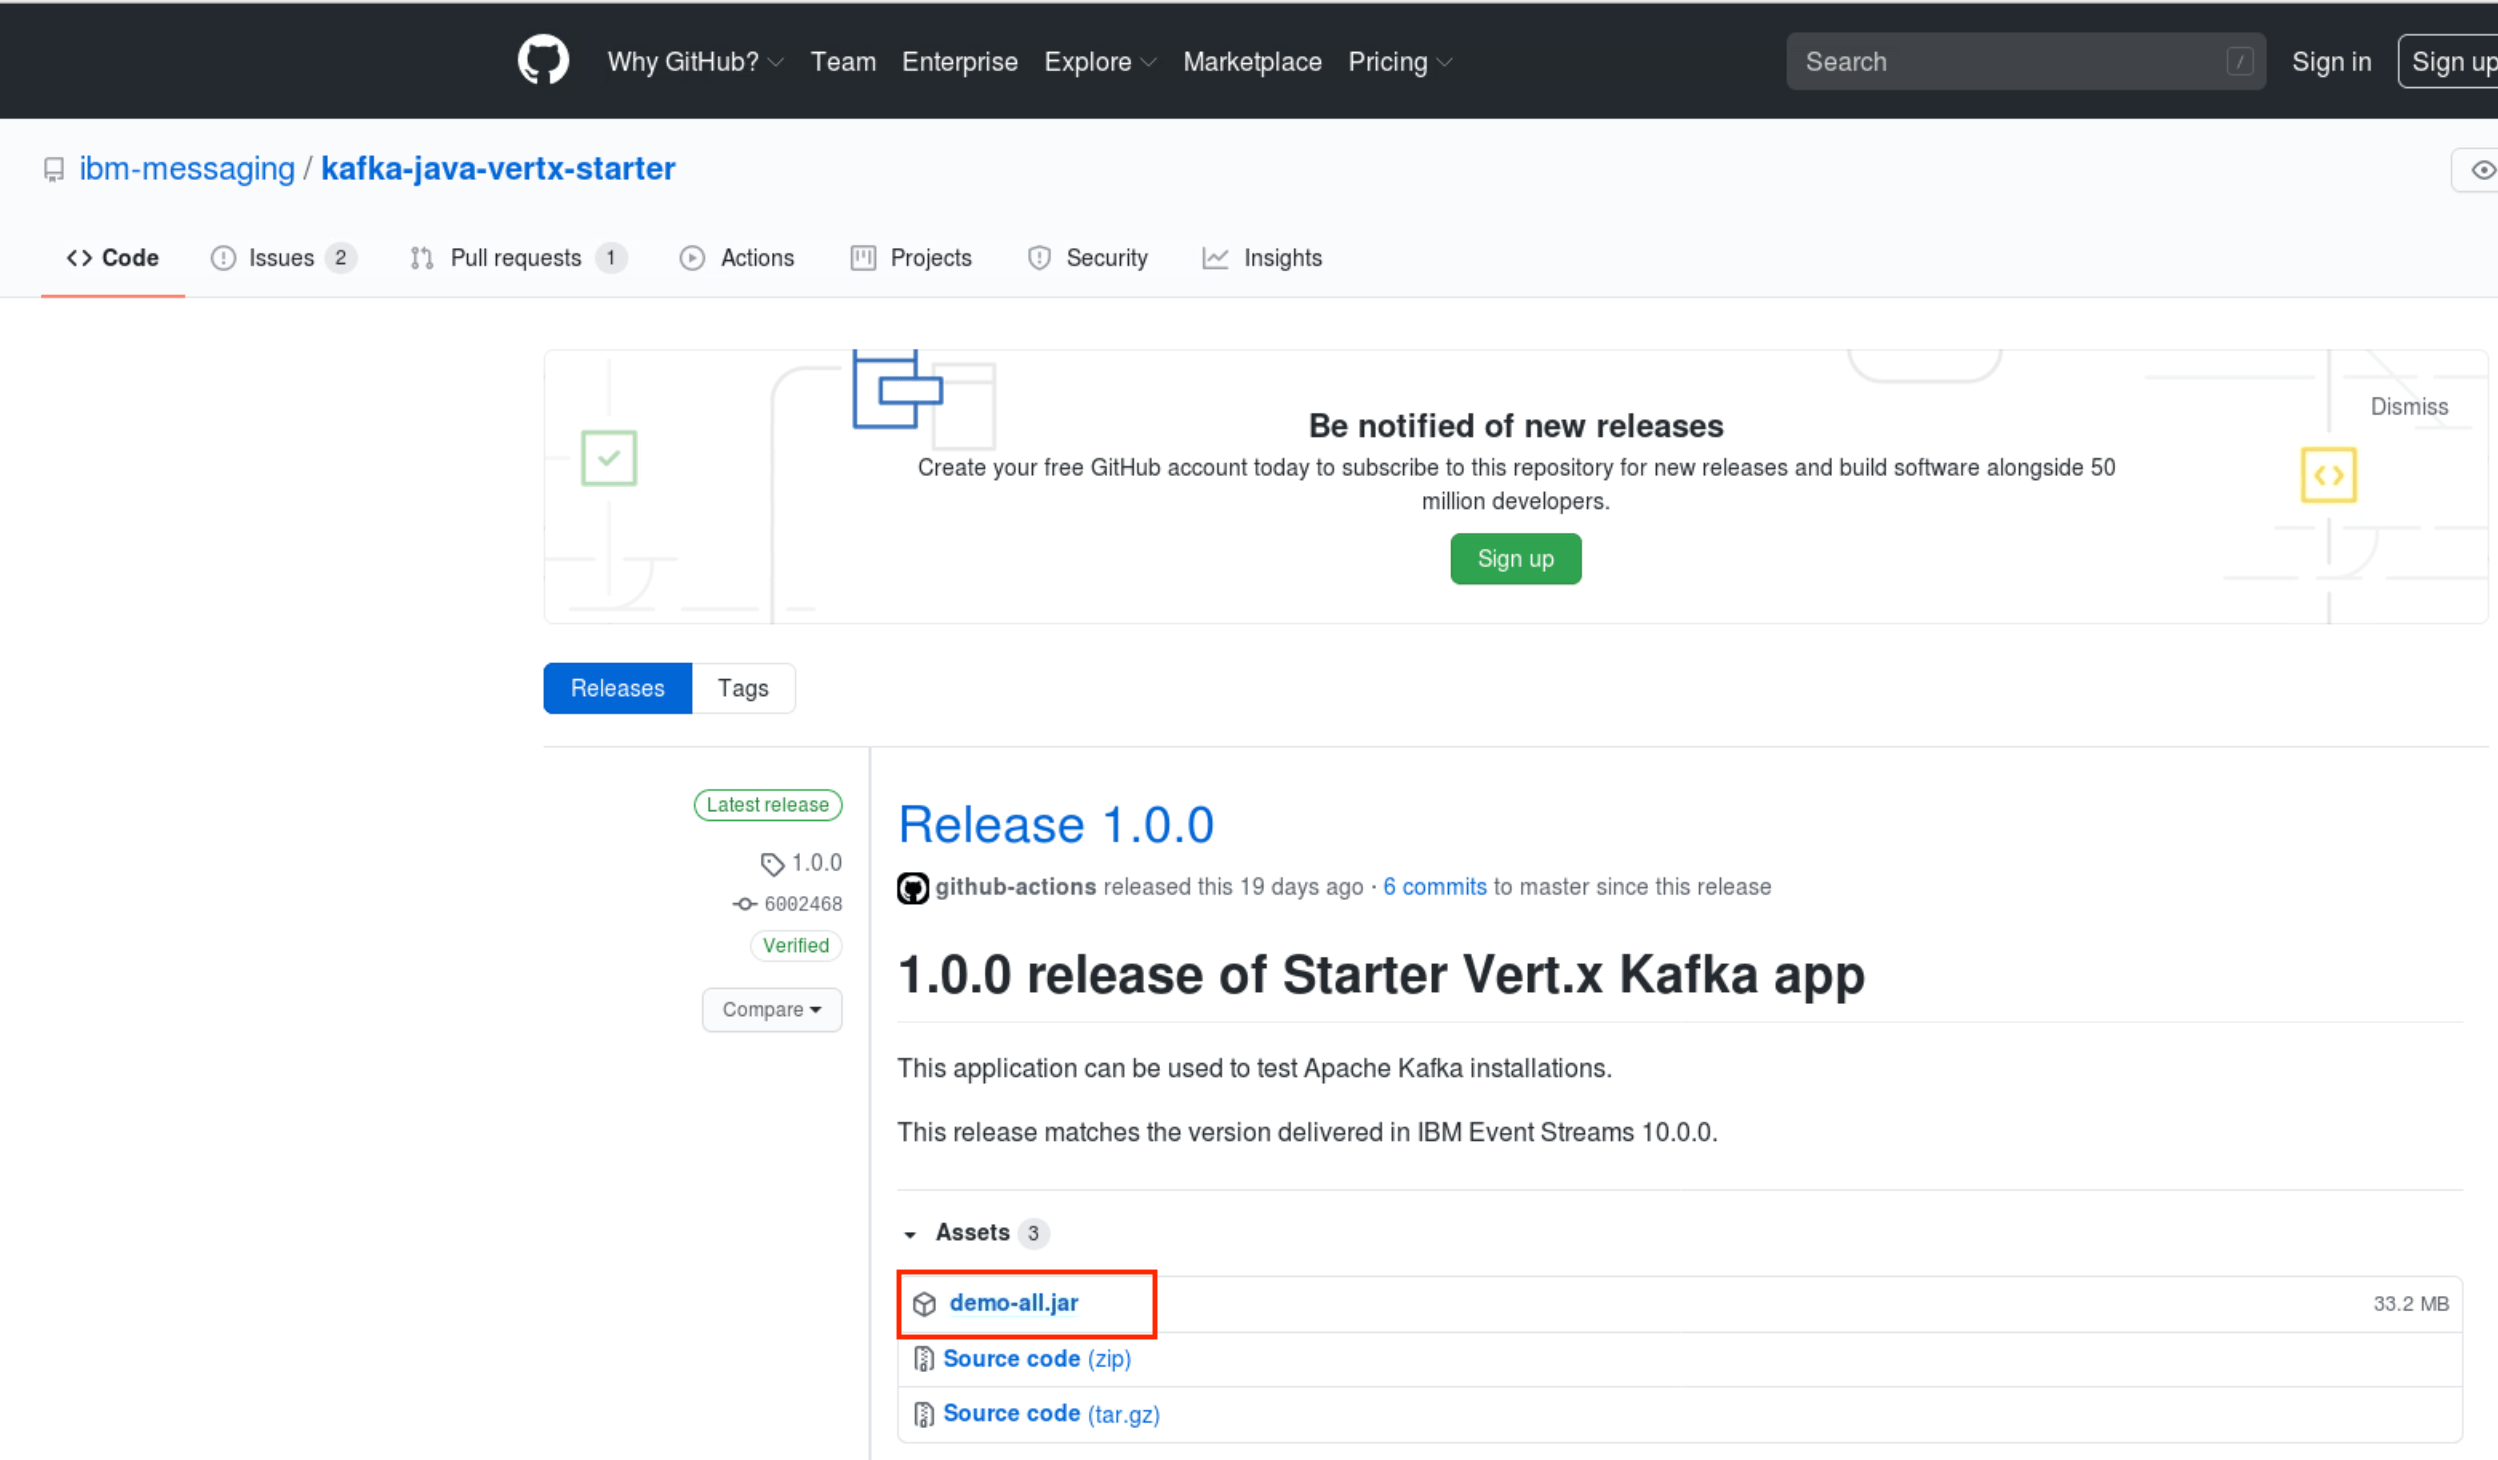 Why GitHub? Team Enterprise Explore Marketplace Pricing Search / Sign in Sign up
ibm-messaging / kafka-java-vertx-starter
<> Code Issues 2 Pull requests 1 Actions Projects Security Insights
Dismiss
Be notified of new releases
Create your free GitHub account today to subscribe to this repository for new releases and build software alongside 50
million developers.
Sign up
Releases Tags
Latest release
1.0.0
6002468
Verified
Compare
Release 1.0.0
github-actions released this 19 days ago · 6 commits to master since this release
1.0.0 release of Starter Vert.x Kafka app
This application can be used to test Apache Kafka installations.
This release matches the version delivered in IBM Event Streams 10.0.0.
Assets 3
demo-all.jar 33.2 MB
Source code (zip)
Source code (tar.gz)